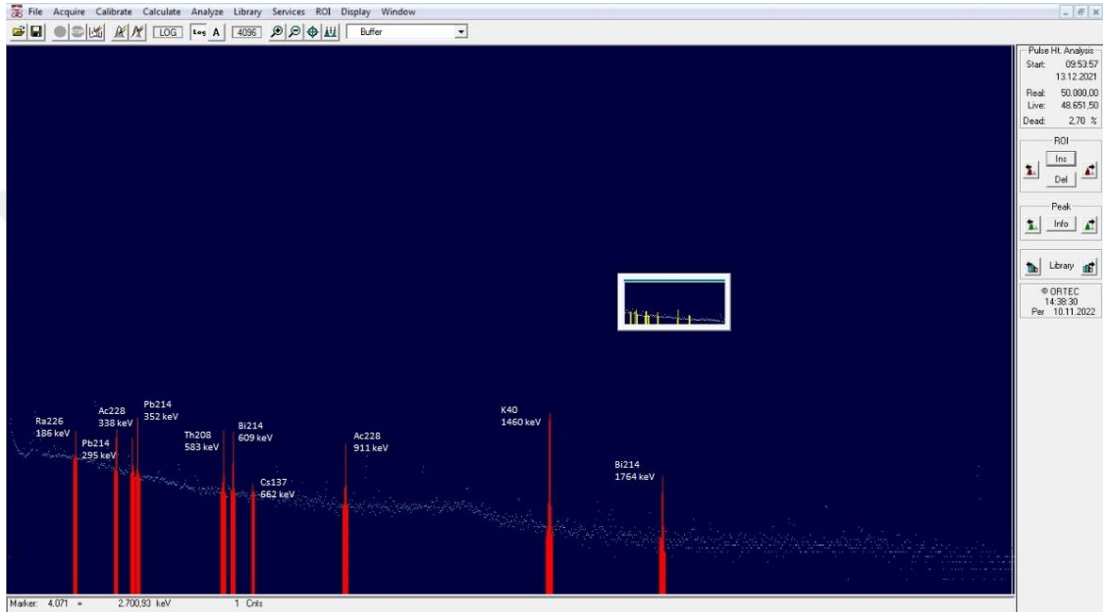 File Acquire Calibrate Calculate Analyze Library Services ROI Display Window
LOG Log A 4096 Buffer
Pulse Ht. Analysis
Start: 09:53:57
13.12.2021
Real: 50.000,00
Live: 48.651,50
Dead: 2,70 %
ROI
Ins
Del
Peak
Info
Library
© ORTEC
14:38:30
Per 10.11.2022
Ra226
186 keV
Pb214
295 keV
Ac228
338 keV
Pb214
352 keV
Th208
583 keV
Bi214
609 keV
Cs137
662 keV
Ac228
911 keV
K40
1460 keV
Bi214
1764 keV
Marker: 4.071 = 2.700,93 keV 1 Cnts